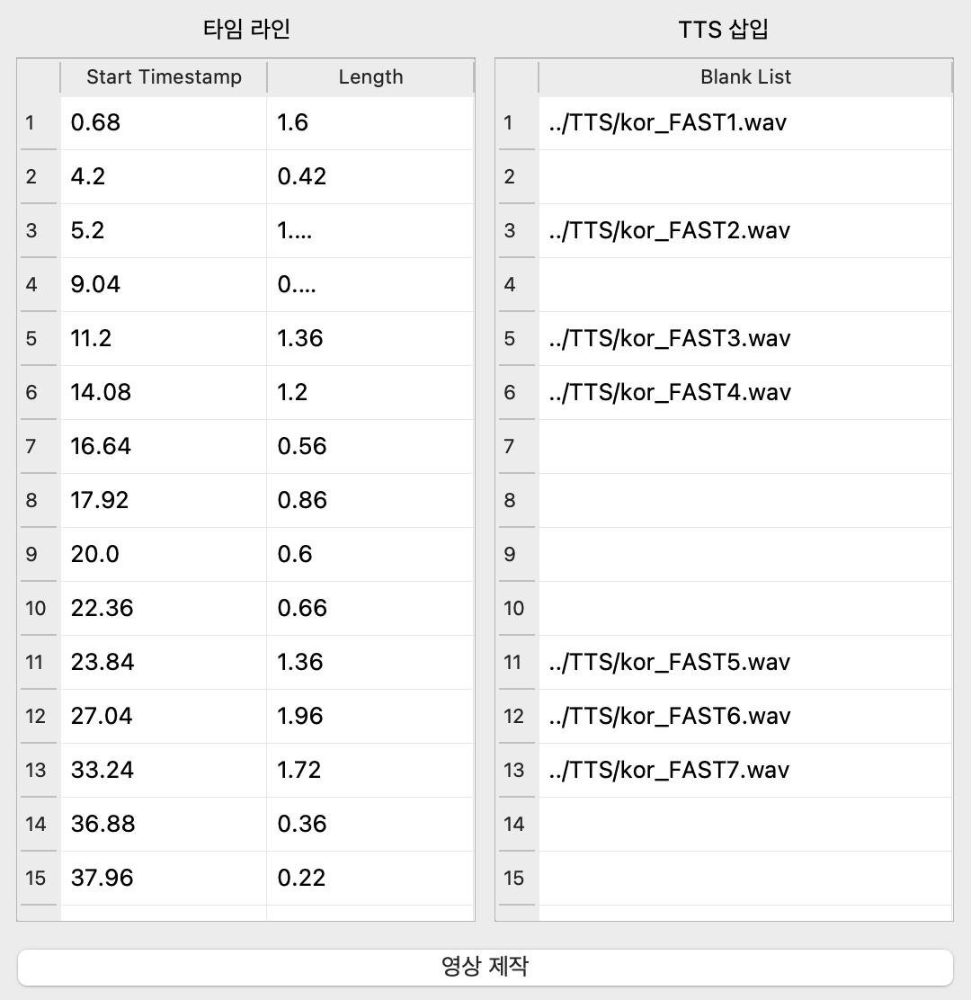 타임 라인
TTS 삽입
Start Timestamp Length
1 0.68 1.6
2 4.2 0.42
3 5.2 1....
4 9.04 0....
5 11.2 1.36
6 14.08 1.2
7 16.64 0.56
8 17.92 0.86
9 20.0 0.6
10 22.36 0.66
11 23.84 1.36
12 27.04 1.96
13 33.24 1.72
14 36.88 0.36
15 37.96 0.22
Blank List
1 ../TTS/kor_FAST1.wav
2
3 ../TTS/kor_FAST2.wav
4
5 ../TTS/kor_FAST3.wav
6 ../TTS/kor_FAST4.wav
7
8
9
10
11 ../TTS/kor_FAST5.wav
12 ../TTS/kor_FAST6.wav
13 ../TTS/kor_FAST7.wav
14
15
영상 제작